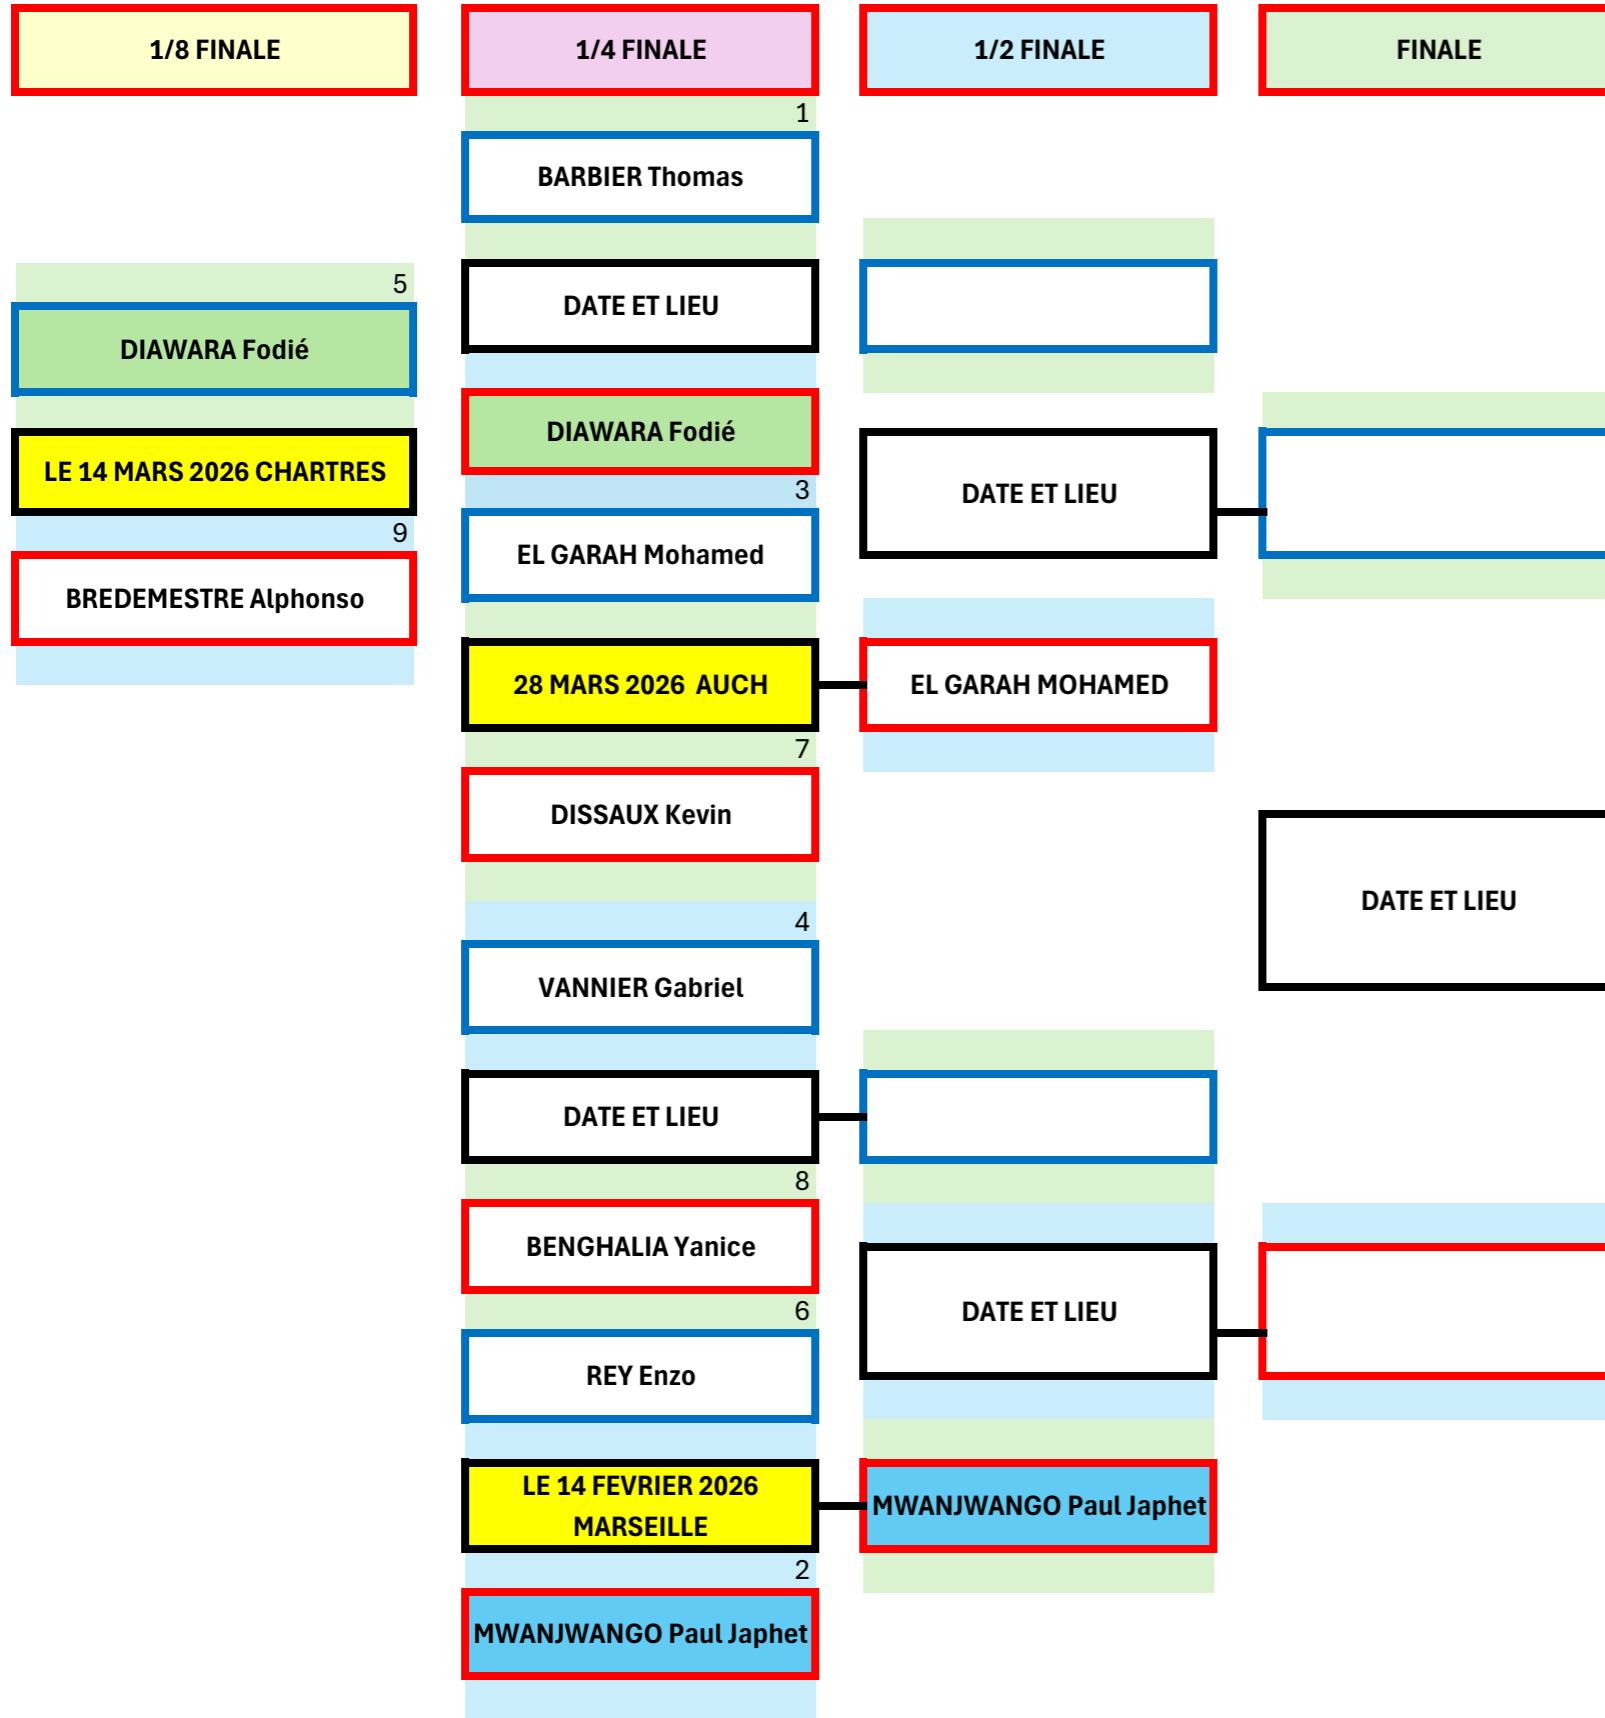 1/8 FINALE
1/4 FINALE
1/2 FINALE
FINALE
5
DIAWARA Fodié
LE 14 MARS 2026 CHARTRES
9
BREDEMESTRE Alphonso
1
BARBIER Thomas
DATE ET LIEU
DIAWARA Fodié
3
EL GARAH Mohamed
28 MARS 2026  AUCH
7
DISSAUX Kevin
4
VANNIER Gabriel
DATE ET LIEU
8
BENGHALIA Yanice
6
REY Enzo
LE 14 FEVRIER 2026
MARSEILLE
2
MWANJWANGO Paul Japhet
DATE ET LIEU
EL GARAH MOHAMED
DATE ET LIEU
MWANJWANGO Paul Japhet
DATE ET LIEU